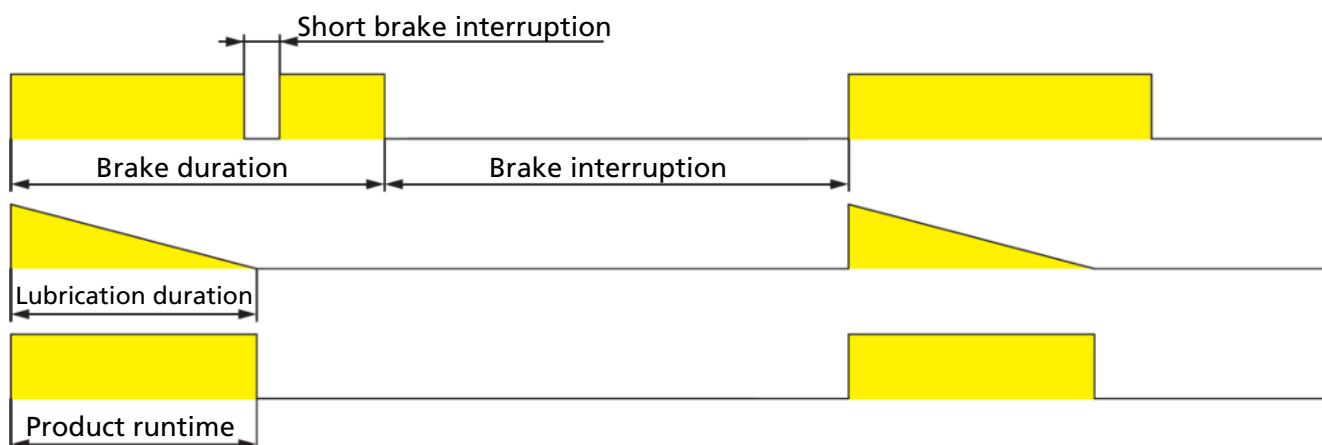 Short brake interruption
Brake duration
Brake interruption
Lubrication duration
Product runtime